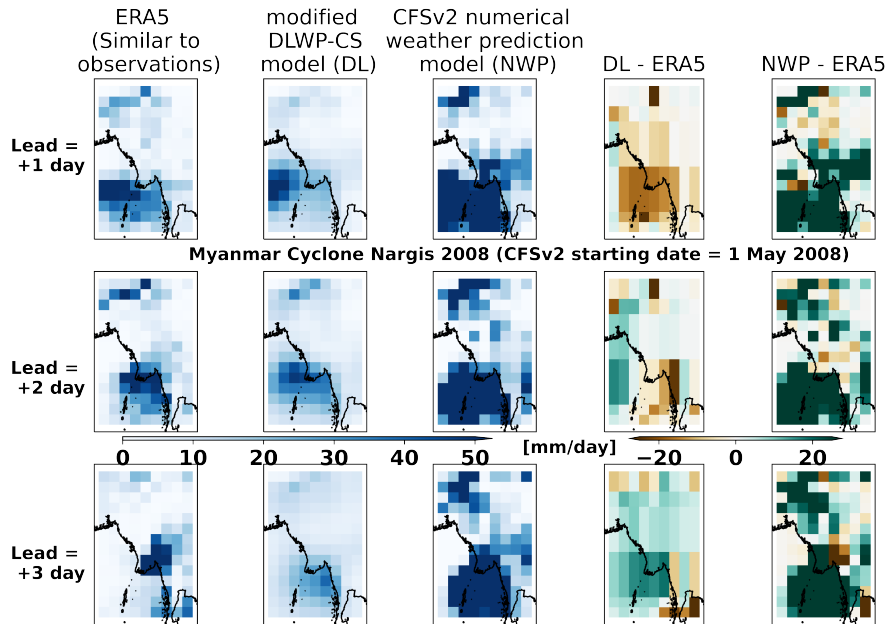 ERA5
(Similar to
observations)
modified
DLWP-CS
model (DL)
CFSv2 numerical
weather prediction
model (NWP)
DL - ERA5
NWP - ERA5
Lead =
+1 day
Myanmar Cyclone Nargis 2008 (CFSv2 starting date = 1 May 2008)
Lead =
+2 day
0 10 20 30 40 50
[mm/day]
−20 0 20
Lead =
+3 day